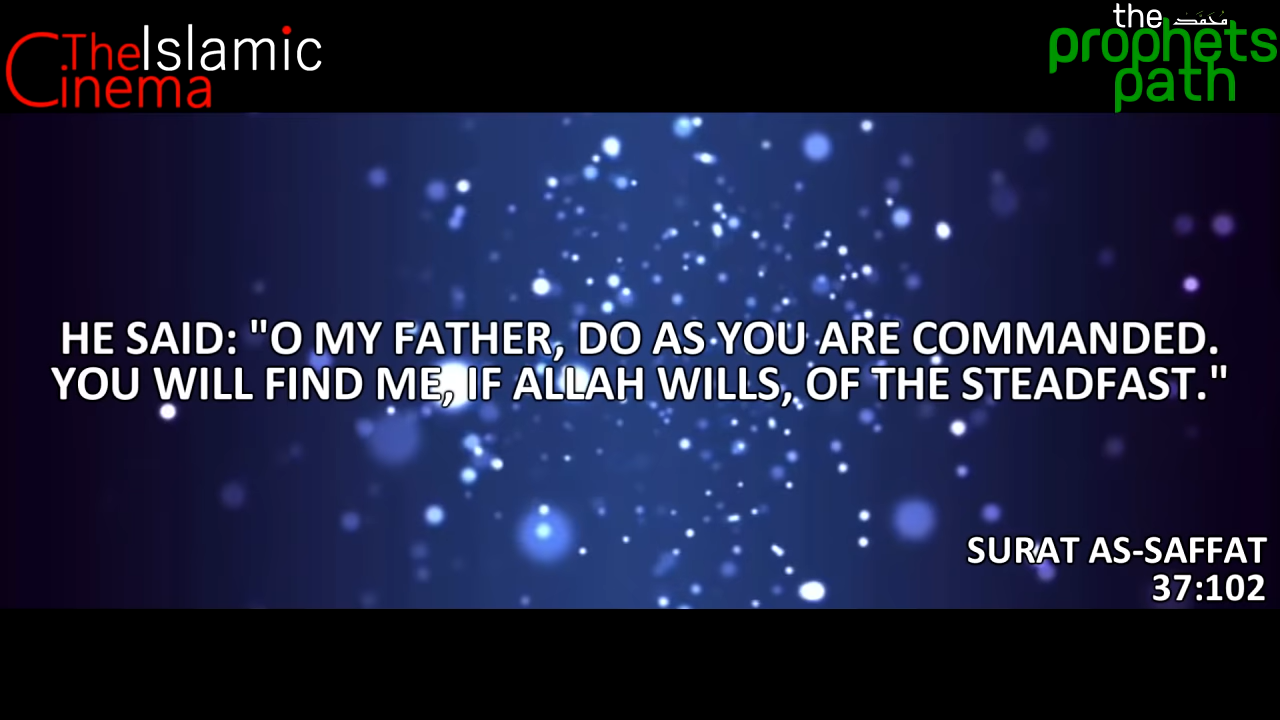 The Islamic
Cinema
the محمد
prophets
path
HE SAID: "O MY FATHER, DO AS YOU ARE COMMANDED.
YOU WILL FIND ME, IF ALLAH WILLS, OF THE STEADFAST."
SURAT AS-SAFFAT
37:102